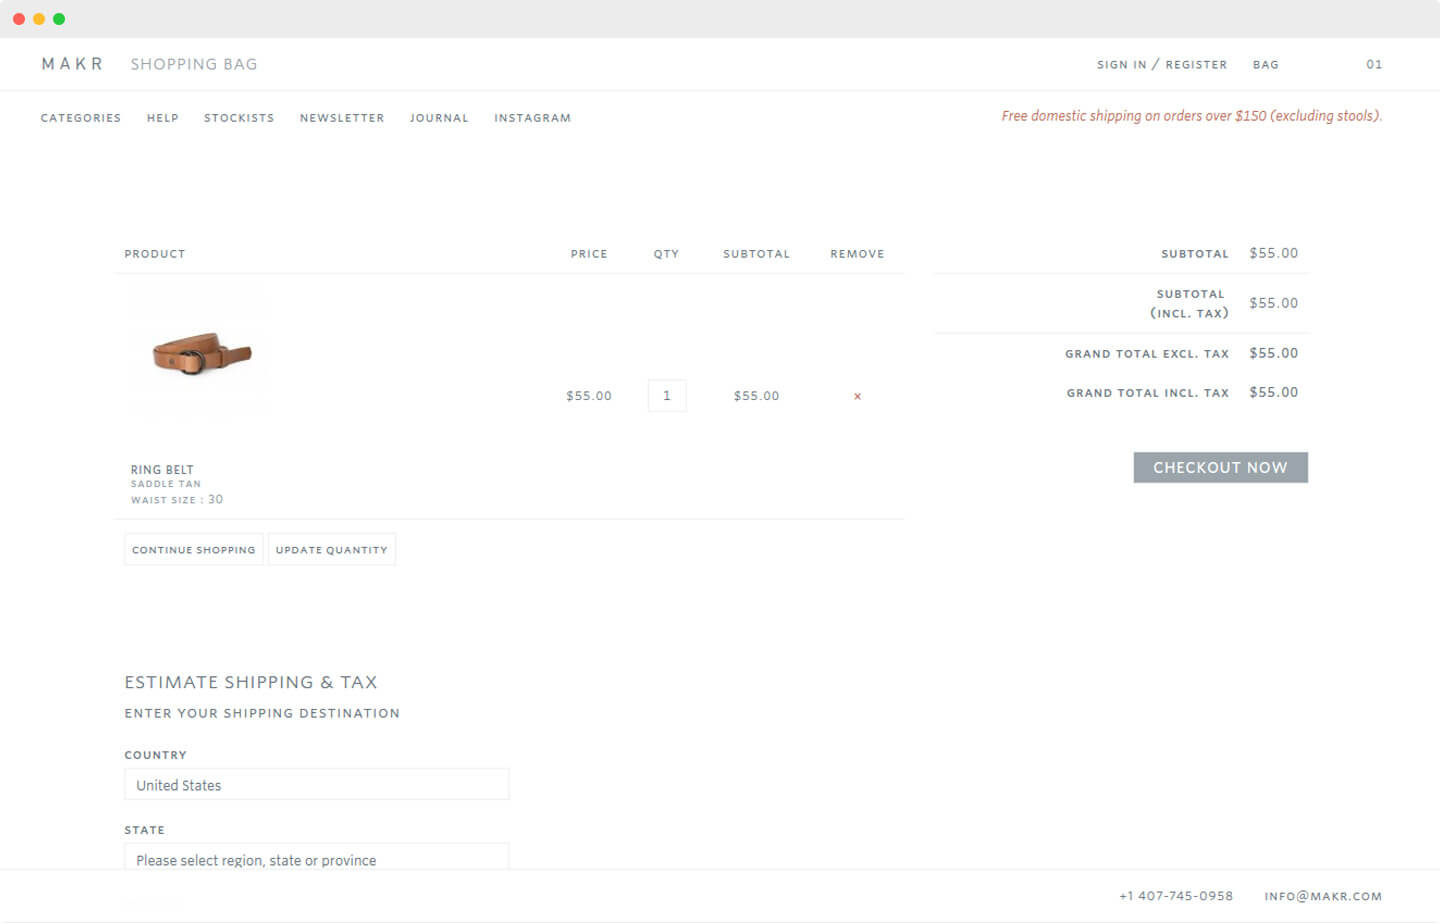 MAKR SHOPPING BAG SIGN IN / REGISTER BAG 01
CATEGORIES HELP STOCKISTS NEWSLETTER JOURNAL INSTAGRAM Free domestic shipping on orders over $150 (excluding stools).
PRODUCT PRICE QTY SUBTOTAL REMOVE
$55.00 1 $55.00 ×
RING BELT
SADDLE TAN
WAIST SIZE : 30
CONTINUE SHOPPING UPDATE QUANTITY
SUBTOTAL $55.00
SUBTOTAL
(INCL. TAX) $55.00
GRAND TOTAL EXCL. TAX $55.00
GRAND TOTAL INCL. TAX $55.00
CHECKOUT NOW
ESTIMATE SHIPPING & TAX
ENTER YOUR SHIPPING DESTINATION
COUNTRY
United States
STATE
Please select region, state or province
+1 407-745-0958 INFO@MAKR.COM